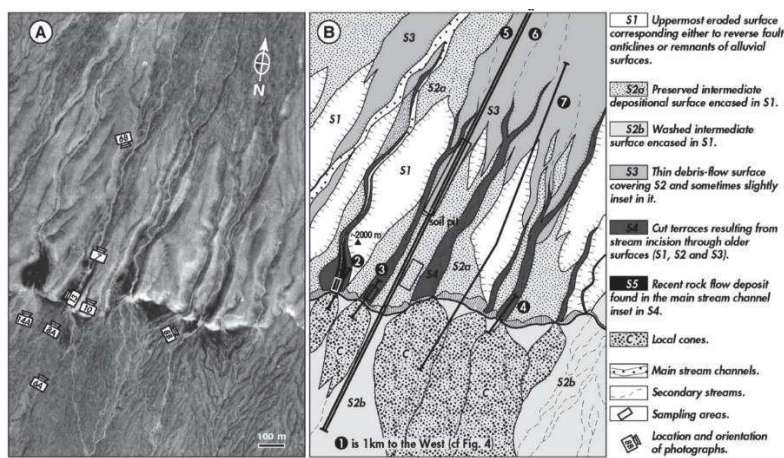 A
N
6B
7
9
10
14A
8A
8B
6A
100 m
B
5
6
S3
7
S2a
S3
S1
S1
soil pit
~2000 m
2
3
S4
S2a
4
C
C
C
S2b
S2b
1 is 1km to the West (cf Fig. 4)
S1 Uppermost eroded surface
corresponding either to reverse fault
anticlines or remnants of alluvial
surfaces.
S2a Preserved intermediate
depositional surface encased in S1.
S2b Washed intermediate
surface encased in S1.
S3 Thin debris-flow surface
covering S2 and sometimes slightly
inset in it.
S4 Cut terraces resulting from
stream incision through older
surfaces (S1, S2 and S3).
S5 Recent rock flow deposit
found in the main stream channel
inset in S4.
C Local cones.
Main stream channels.
Secondary streams.
Sampling areas.
Location and orientation
of photographs.